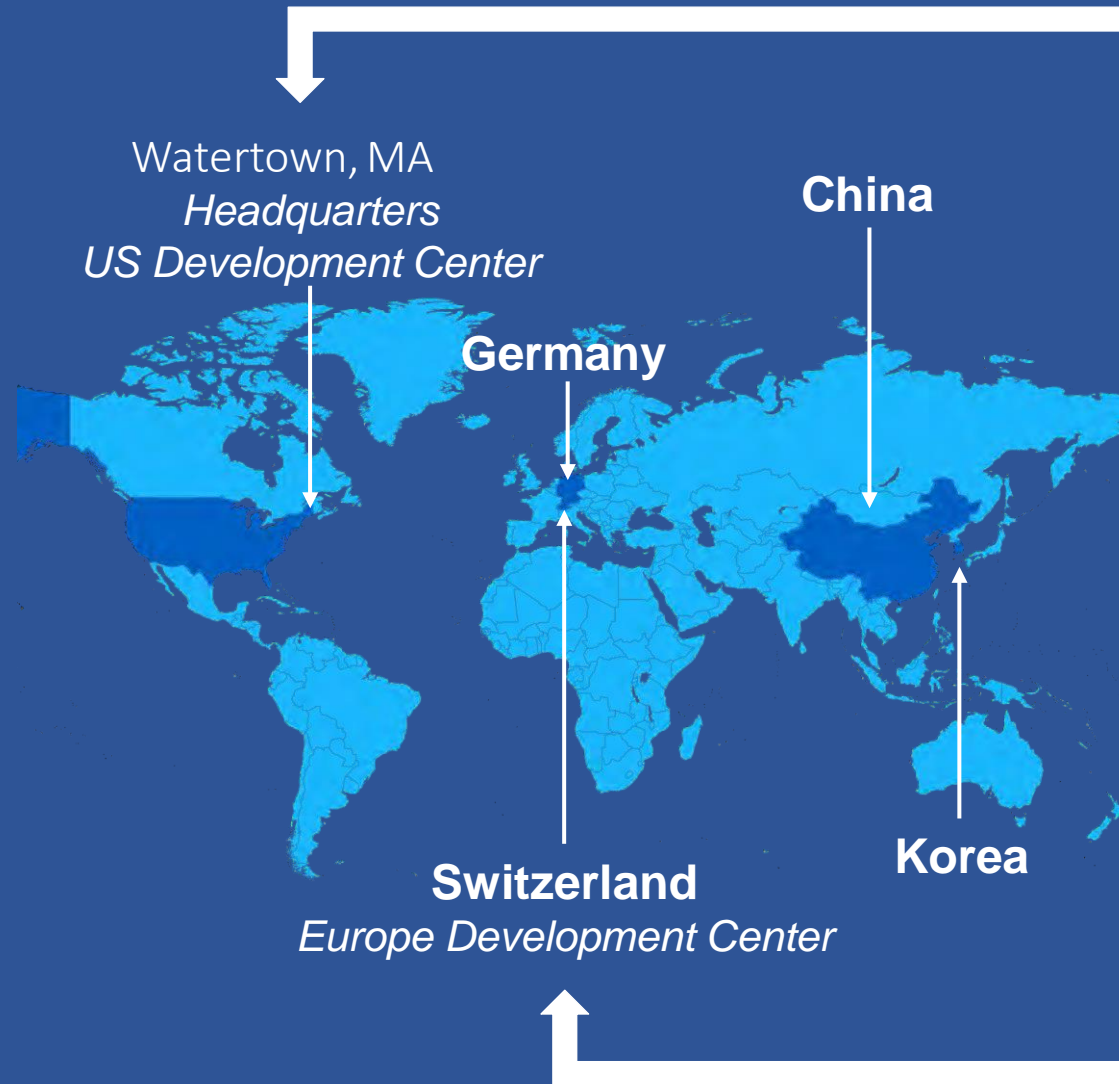 Watertown, MA
Headquarters
US Development Center
China
Germany
Korea
Switzerland
Europe Development Center